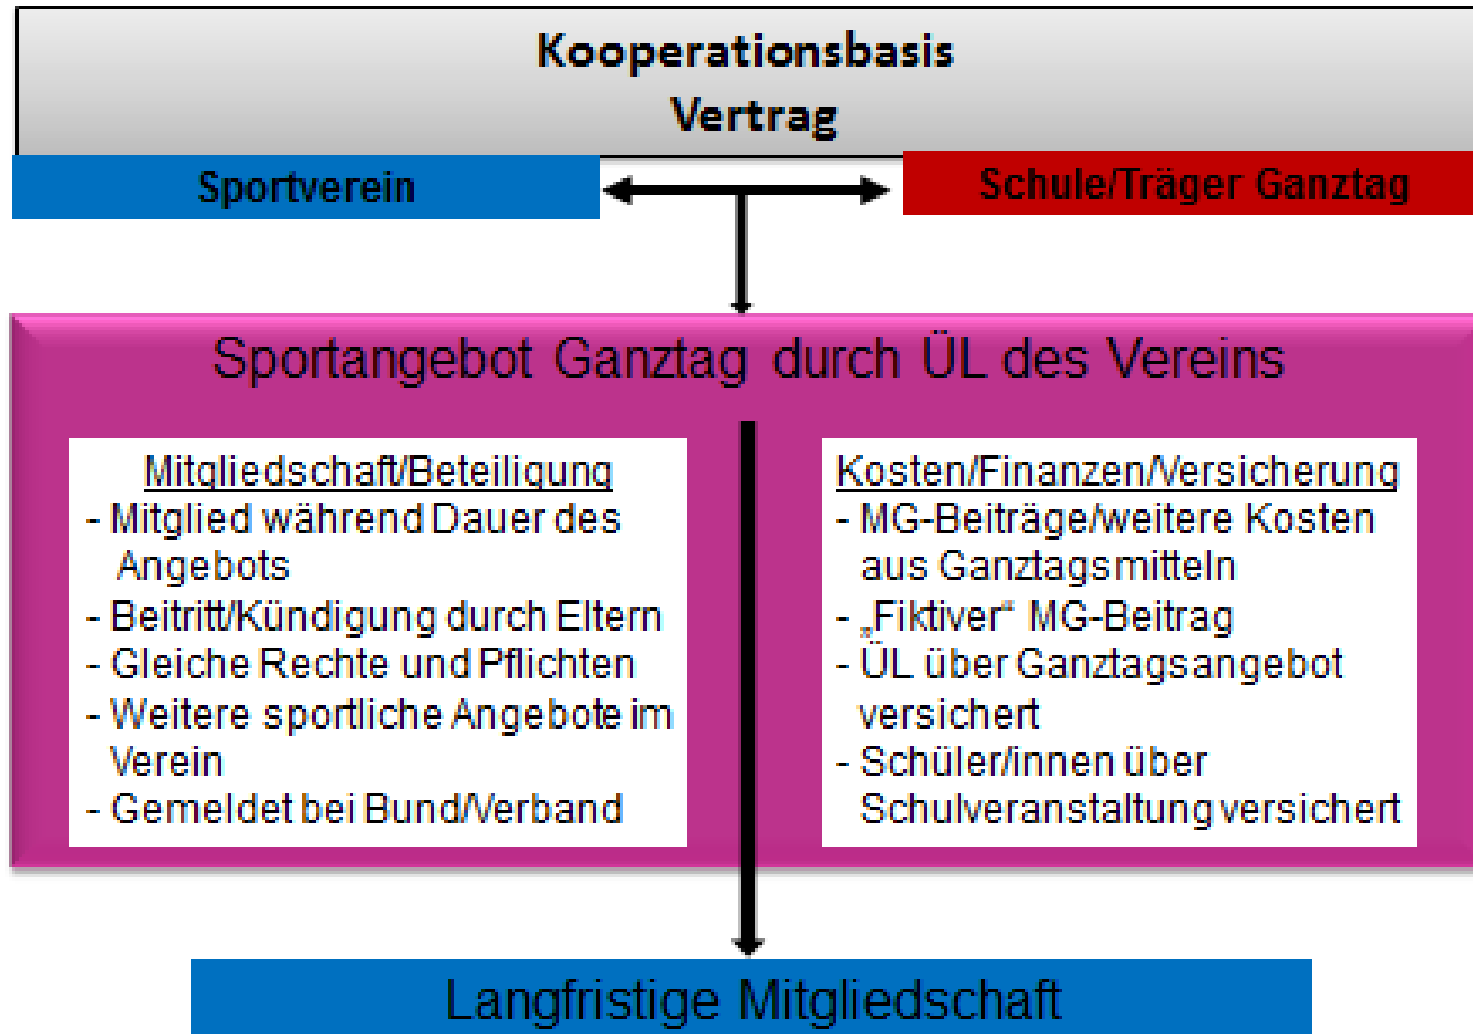 Kooperationsbasis
Vertrag
Sportverein
Schule/Träger Ganztag
Sportangebot Ganztag durch ÜL des Vereins
Mitgliedschaft/Beteiligung
- Mitglied während Dauer des
Angebots
- Beitritt/Kündigung durch Eltern
- Gleiche Rechte und Pflichten
- Weitere sportliche Angebote im
Verein
- Gemeldet bei Bund/Verband
Kosten/Finanzen/Versicherung
- MG-Beiträge/weitere Kosten
aus Ganztagsmitteln
- „Fiktiver“ MG-Beitrag
- ÜL über Ganztagsangebot
versichert
- Schüler/innen über
Schulveranstaltung versichert
Langfristige Mitgliedschaft